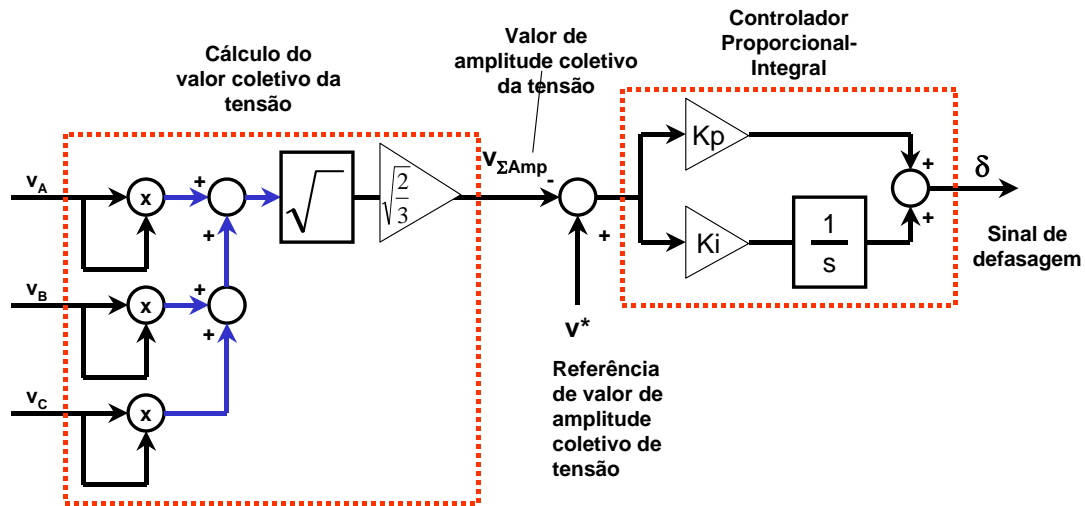 Cálculo do
valor coletivo da
tensão
Valor de
amplitude coletivo
da tensão
Controlador
Proporcional-
Integral
vA
x
+
+
√
√2/3
vΣAmp
-
+
Kp
Ki
1
s
+
+
δ
Sinal de
defasagem
vB
x
+
+
vC
x
v*
Referência
de valor de
amplitude
coletivo de
tensão